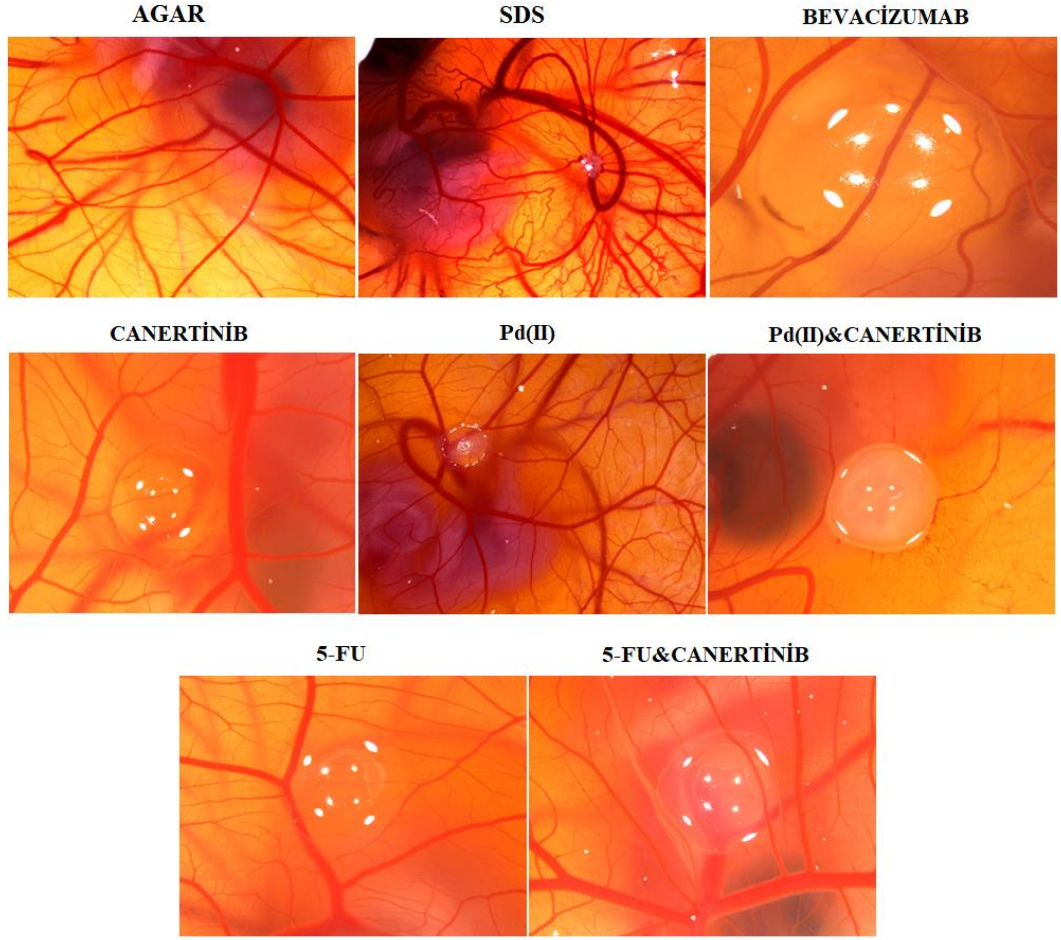 AGAR
SDS
BEVACİZUMAB
CANERTİNİB
Pd(II)
Pd(II)&CANERTİNİB
5-FU
5-FU&CANERTİNİB